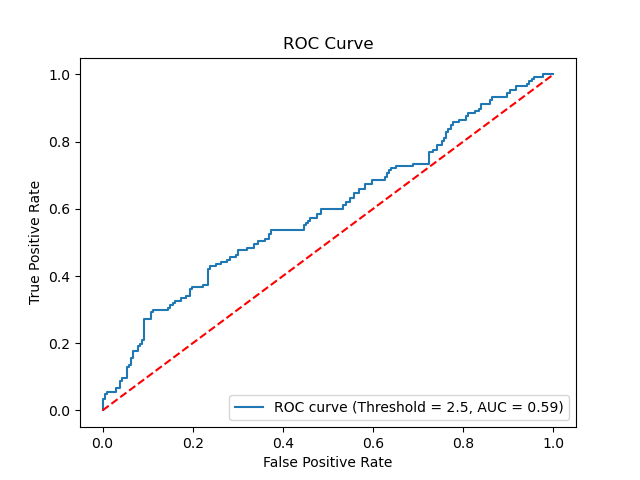 ROC Curve
True Positive Rate
1.0
0.8
0.6
0.4
0.2
0.0
ROC curve (Threshold = 2.5, AUC = 0.59)
0.0 0.2 0.4 0.6 0.8 1.0
False Positive Rate